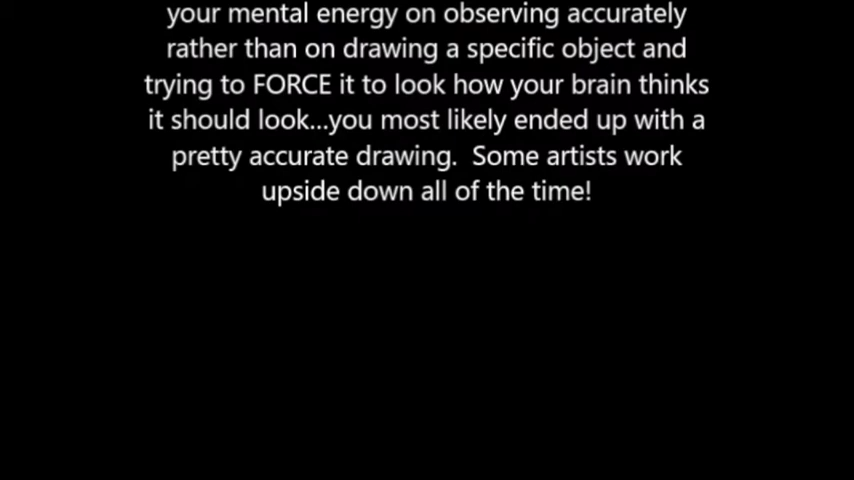 your mental energy on observing accurately
rather than on drawing a specific object and
trying to FORCE it to look how your brain thinks
it should look...you most likely ended up with a
pretty accurate drawing.  Some artists work
upside down all of the time!